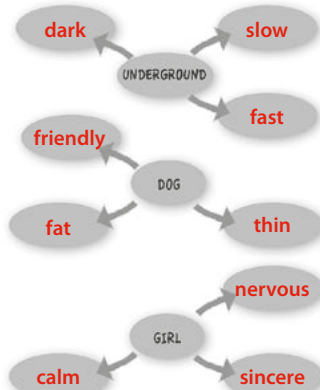 dark
slow
UNDERGROUND
fast
friendly
DOG
fat
thin
nervous
GIRL
calm
sincere